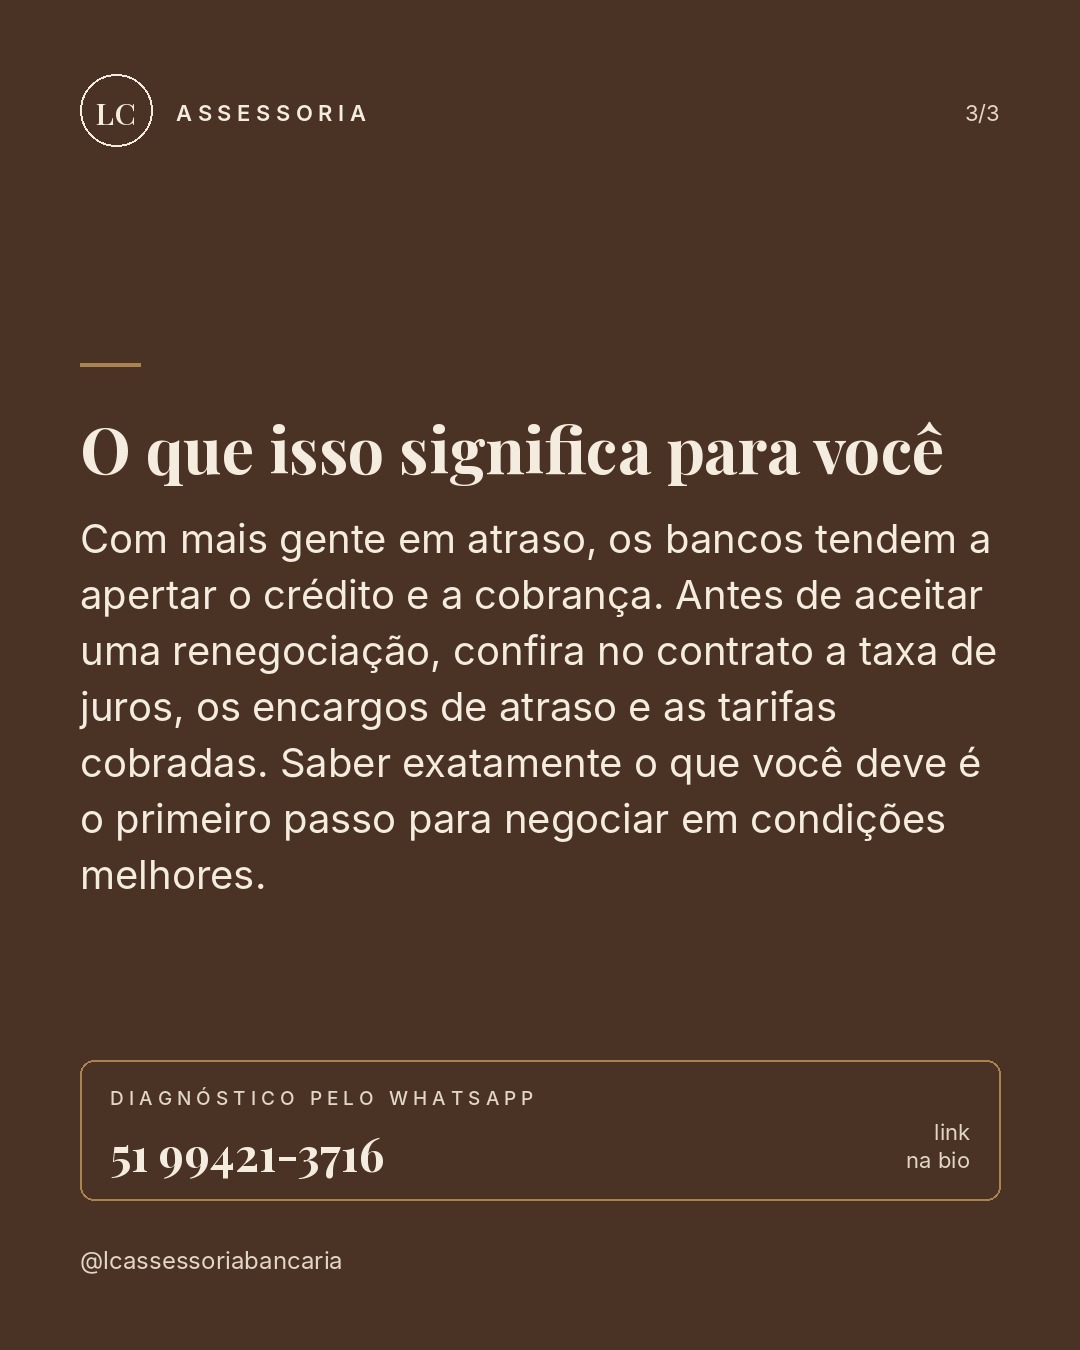 LC ASSESSORIA
3/3
O que isso significa para você
Com mais gente em atraso, os bancos tendem a
apertar o crédito e a cobrança. Antes de aceitar
uma renegociação, confira no contrato a taxa de
juros, os encargos de atraso e as tarifas
cobradas. Saber exatamente o que você deve é
o primeiro passo para negociar em condições
melhores.
DIAGNÓSTICO PELO WHATSAPP
51 99421-3716
link
na bio
@lcassessoriabancaria